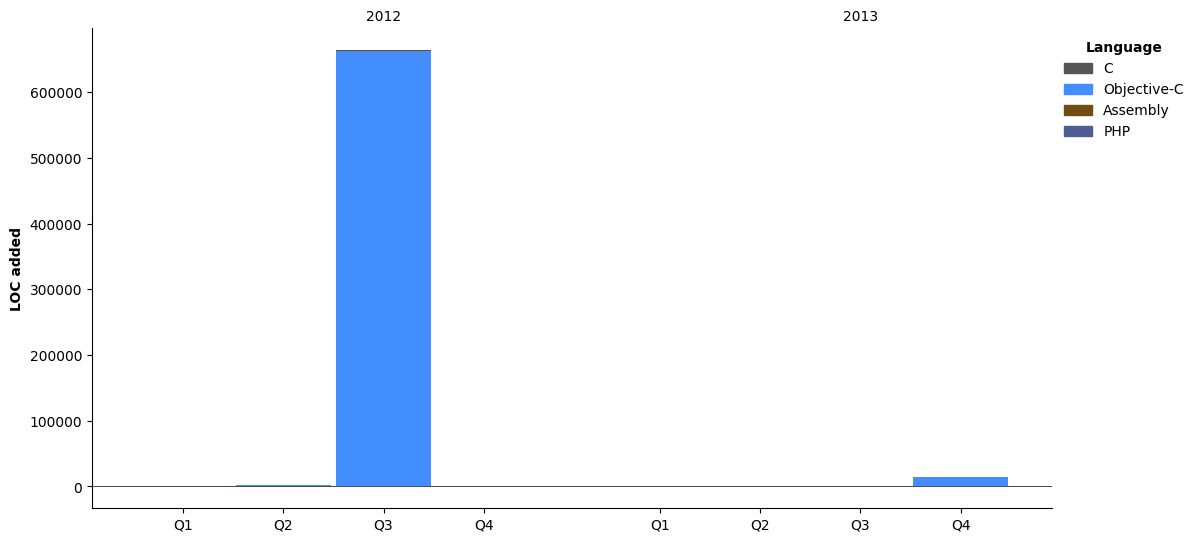 2012 2013
Language
C
Objective-C
Assembly
PHP
LOC added
600000
500000
400000
300000
200000
100000
0
Q1 Q2 Q3 Q4 Q1 Q2 Q3 Q4